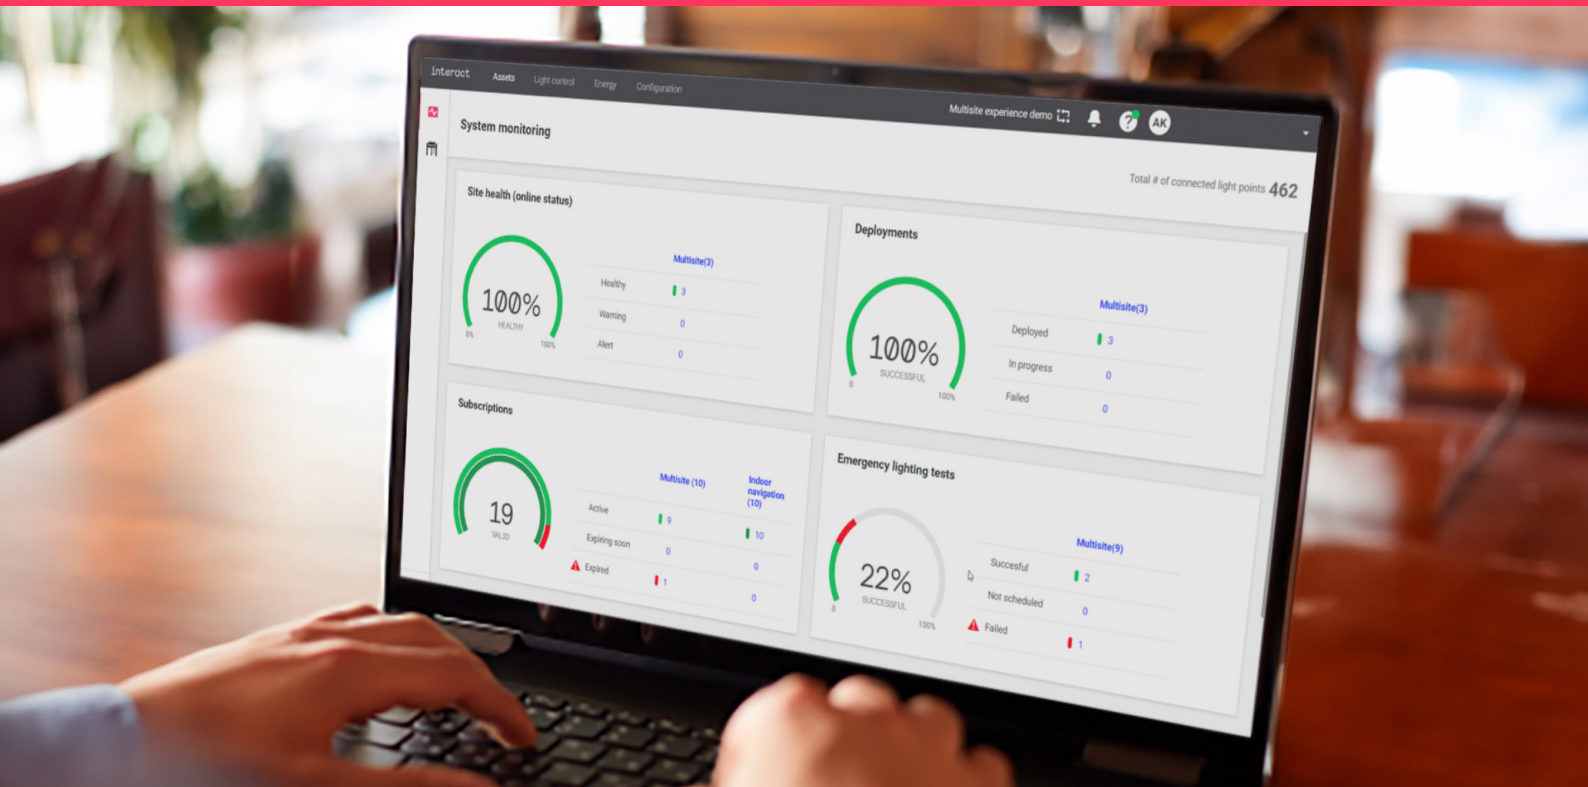 interact
Assets
Light control
Energy
Configuration
Multisite experience demo
?
AK
System monitoring
Total # of connected light points 462
Site health (online status)
Multisite(3)
100%
HEALTHY
0%
100%
Healthy 3
Warning 0
Alert 0
Deployments
Multisite(3)
100%
SUCCESSFUL
0
100%
Deployed 3
In progress 0
Failed 0
Subscriptions
Multisite (10)
Indoor
navigation
(10)
19
VALID
Active 9 10
Expiring soon 0 0
Expired 1 0
Emergency lighting tests
Multisite(9)
22%
SUCCESSFUL
0
100%
Succesful 2
Not scheduled 0
Failed 1